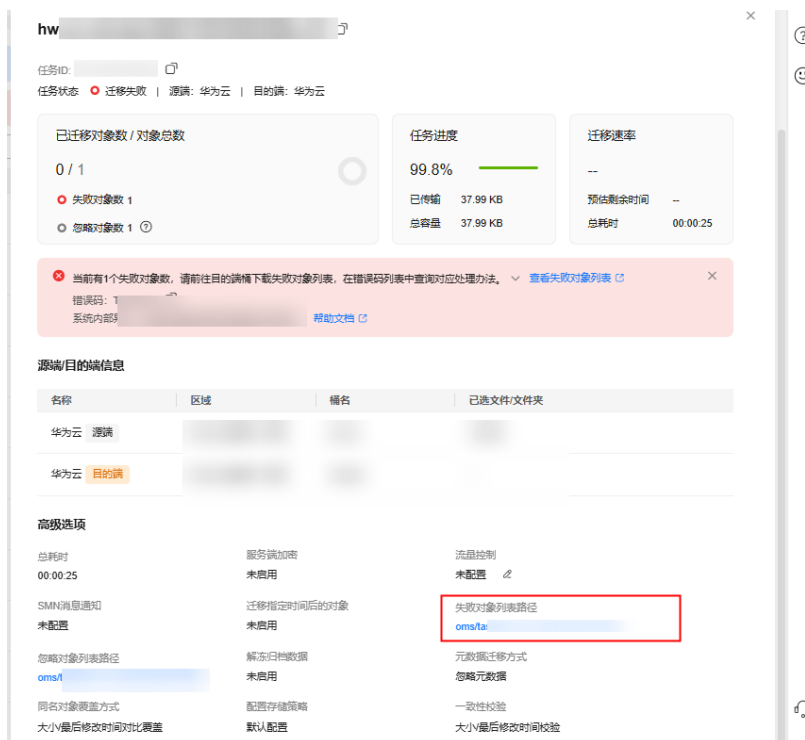 hw
任务ID:
任务状态 迁移失败 | 源端: 华为云 | 目的端: 华为云
已迁移对象数 / 对象总数
0 / 1
失败对象数 1
忽略对象数 1
任务进度
99.8%
已传输 37.99 KB
总容量 37.99 KB
迁移速率
--
预估剩余时间 --
总耗时 00:00:25
当前有1个失败对象数，请前往目的端桶下载失败对象列表，在错误码列表中查询对应处理办法。 查看失败对象列表
错误码:
系统内部 帮助文档
源端/目的端信息
名称 区域 桶名 已选文件/文件夹
华为云 源端
华为云 目的端
高级选项
总耗时 服务端加密 流量控制
00:00:25 未启用 未配置
SMN消息通知 迁移指定时间后的对象 失败对象列表路径
未配置 未启用 oms/ta
忽略对象列表路径 解冻归档数据 元数据迁移方式
oms/ 未启用 忽略元数据
同名对象覆盖方式 配置存储策略 一致性校验
大小/最后修改时间对比覆盖 默认配置 大小/最后修改时间校验